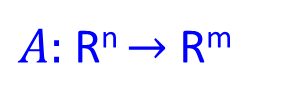 A: Rⁿ → Rᵐ